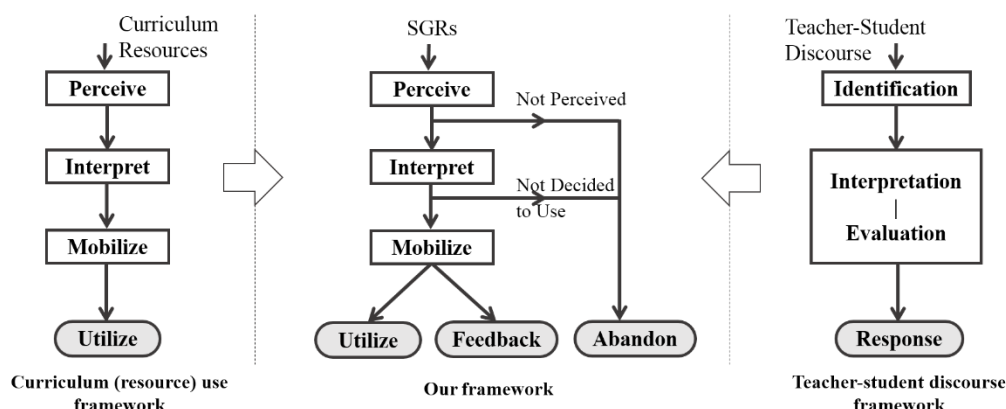 Curriculum
Resources
Perceive
Interpret
Mobilize
Utilize
Curriculum (resource) use
framework
SGRs
Perceive
Not Perceived
Interpret
Not Decided
to Use
Mobilize
Utilize
Feedback
Abandon
Our framework
Teacher-Student
Discourse
Identification
Interpretation
Evaluation
Response
Teacher-student discourse
framework